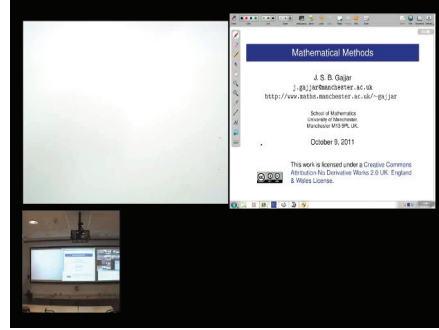 Mathematical Methods
J. S. B. Gajjar
j.gajjar@manchester.ac.uk
http://www.maths.manchester.ac.uk/~gajjar
School of Mathematics
University of Manchester,
Manchester M13 9PL UK.
October 9, 2011
This work is licensed under a Creative Commons
Attribution No Derivative Works 2.0 UK: England
& Wales License.